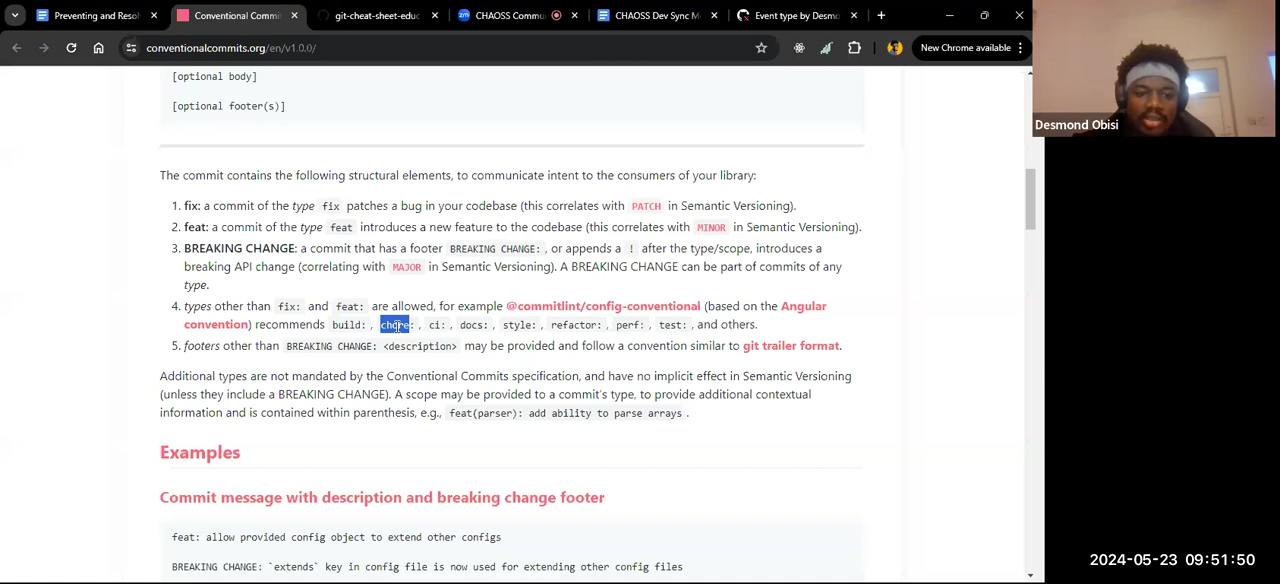 Preventing and Resol
Conventional Commi
git-cheat-sheet-educ
CHAOSS Commu
CHAOSS Dev Sync M
Event type by Desmo
conventionalcommits.org/en/v1.0.0/
New Chrome available
[optional body]
[optional footer(s)]
The commit contains the following structural elements, to communicate intent to the consumers of your library:
1. fix: a commit of the type fix patches a bug in your codebase (this correlates with PATCH in Semantic Versioning).
2. feat: a commit of the type feat introduces a new feature to the codebase (this correlates with MINOR in Semantic Versioning).
3. BREAKING CHANGE: a commit that has a footer BREAKING CHANGE:, or appends a ! after the type/scope, introduces a
breaking API change (correlating with MAJOR in Semantic Versioning). A BREAKING CHANGE can be part of commits of any
type.
4. types other than fix: and feat: are allowed, for example @commitlint/config-conventional (based on the Angular
convention) recommends build:, chore:, ci:, docs:, style:, refactor:, perf:, test:, and others.
5. footers other than BREAKING CHANGE: <description> may be provided and follow a convention similar to git trailer format.
Additional types are not mandated by the Conventional Commits specification, and have no implicit effect in Semantic Versioning
(unless they include a BREAKING CHANGE). A scope may be provided to a commit's type, to provide additional contextual
information and is contained within parenthesis, e.g., feat(parser): add ability to parse arrays.
Examples
Commit message with description and breaking change footer
feat: allow provided config object to extend other configs
BREAKING CHANGE: `extends` key in config file is now used for extending other config files
Desmond Obisi
2024-05-23 09:51:50